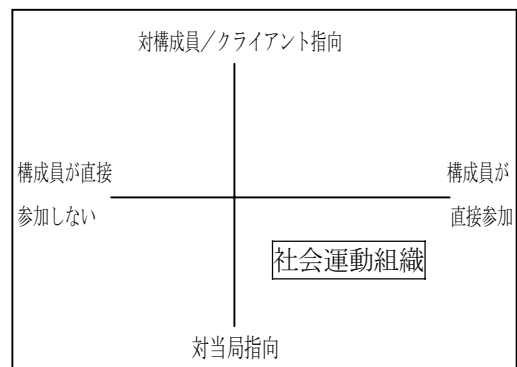 対構成員／クライアント指向
構成員が直接
参加しない
構成員が
直接参加
社会運動組織
対当局指向